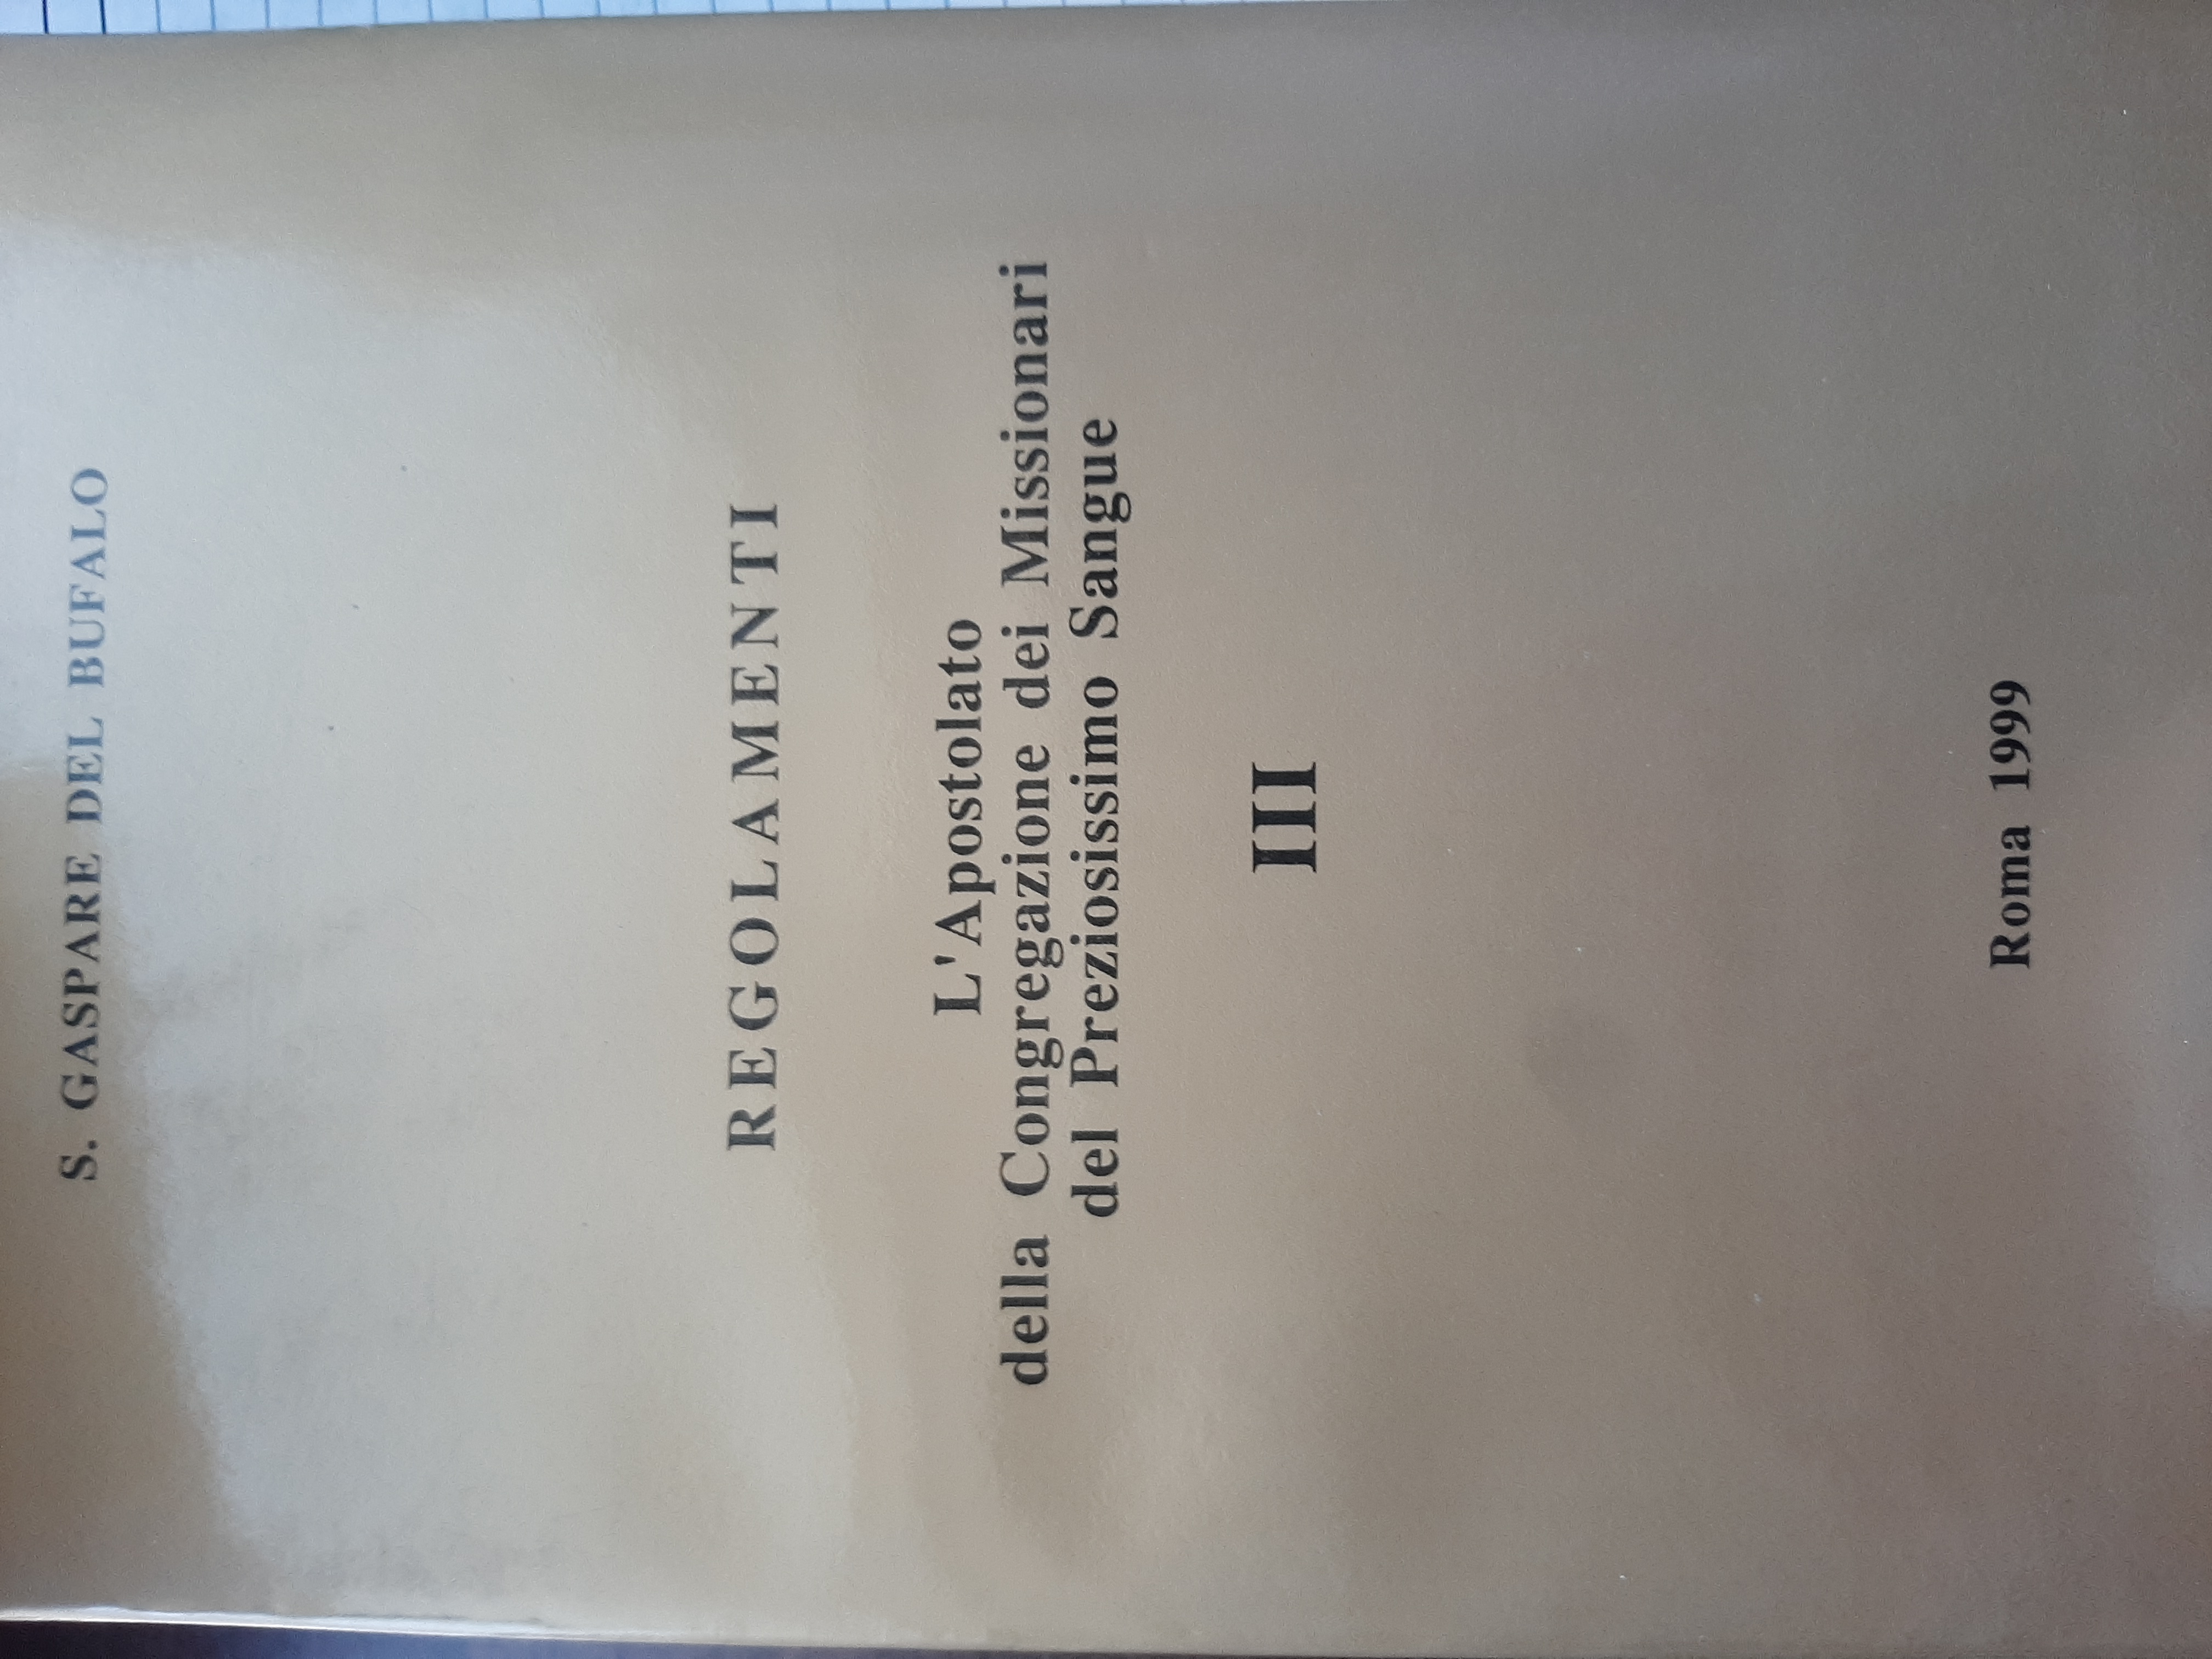 S. GASPARE DEL BUFALO
REGOLAMENTI
L'Apostolato
della Congregazione dei Missionari
del Preziosissimo Sangue
III
Roma 1999